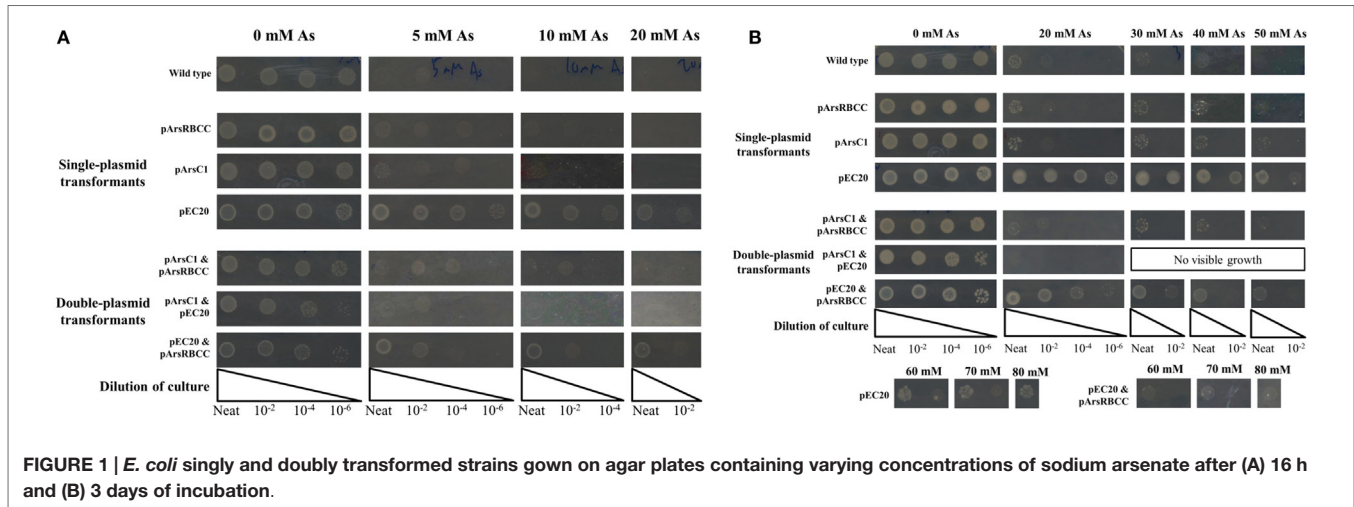 A
0 mM As 5 mM As 10 mM As 20 mM As
Wild type 5mM As 10mM As
pArsRBCC
Single-plasmid
transformants
pArsC1
pEC20
pArsC1 &
pArsRBCC
Double-plasmid
transformants
pArsC1 &
pEC20
pEC20 &
pArsRBCC
Dilution of culture
Neat 10-2 10-4 10-6 Neat 10-2 10-4 10-6 Neat 10-2 10-4 Neat 10-2
B
0 mM As 20 mM As 30 mM As 40 mM As 50 mM As
Wild type
pArsRBCC
Single-plasmid
transformants
pArsC1
pEC20
pArsC1 &
pArsRBCC
Double-plasmid
transformants
pArsC1 &
pEC20
No visible growth
pEC20 &
pArsRBCC
Dilution of culture
Neat 10-2 10-4 10-6 Neat 10-2 10-4 10-6 Neat 10-2 Neat 10-2 Neat 10-2
60 mM 70 mM 80 mM 60 mM 70 mM 80 mM
pEC20
pEC20 &
pArsRBCC
FIGURE 1 | E. coli singly and doubly transformed strains gown on agar plates containing varying concentrations of sodium arsenate after (A) 16 h
and (B) 3 days of incubation.